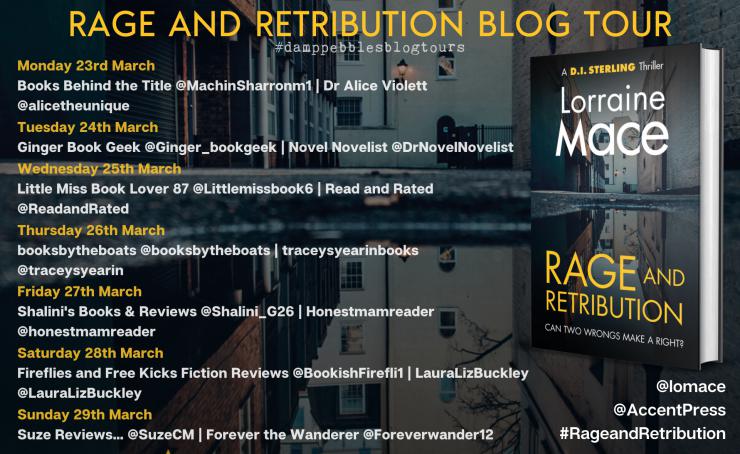 RAGE AND RETRIBUTION BLOG TOUR
#damppebblesblogtours
Monday 23rd March
Books Behind the Title @MachinSharronm1 | Dr Alice Violett
@alicetheunique
Tuesday 24th March
Ginger Book Geek @Ginger_bookgeek | Novel Novelist @DrNovelNovelist
Wednesday 25th March
Little Miss Book Lover 87 @Littlemissbook6 | Read and Rated
@ReadandRated
Thursday 26th March
booksbytheboats @booksbytheboats | traceysyearinbooks
@traceysyearin
Friday 27th March
Shalini's Books & Reviews @Shalini_G26 | Honestmamreader
@honestmamreader
Saturday 28th March
Fireflies and Free Kicks Fiction Reviews @BookishFirefli1 | LauraLizBuckley
@LauraLizBuckley
Sunday 29th March
Suze Reviews... @SuzeCM | Forever the Wanderer @Foreverwander12
A D.I. STERLING Thriller
Lorraine
Mace
RAGE AND
RETRIBUTION
CAN TWO WRONGS MAKE A RIGHT?
@lomace
@AccentPress
#RageandRetribution